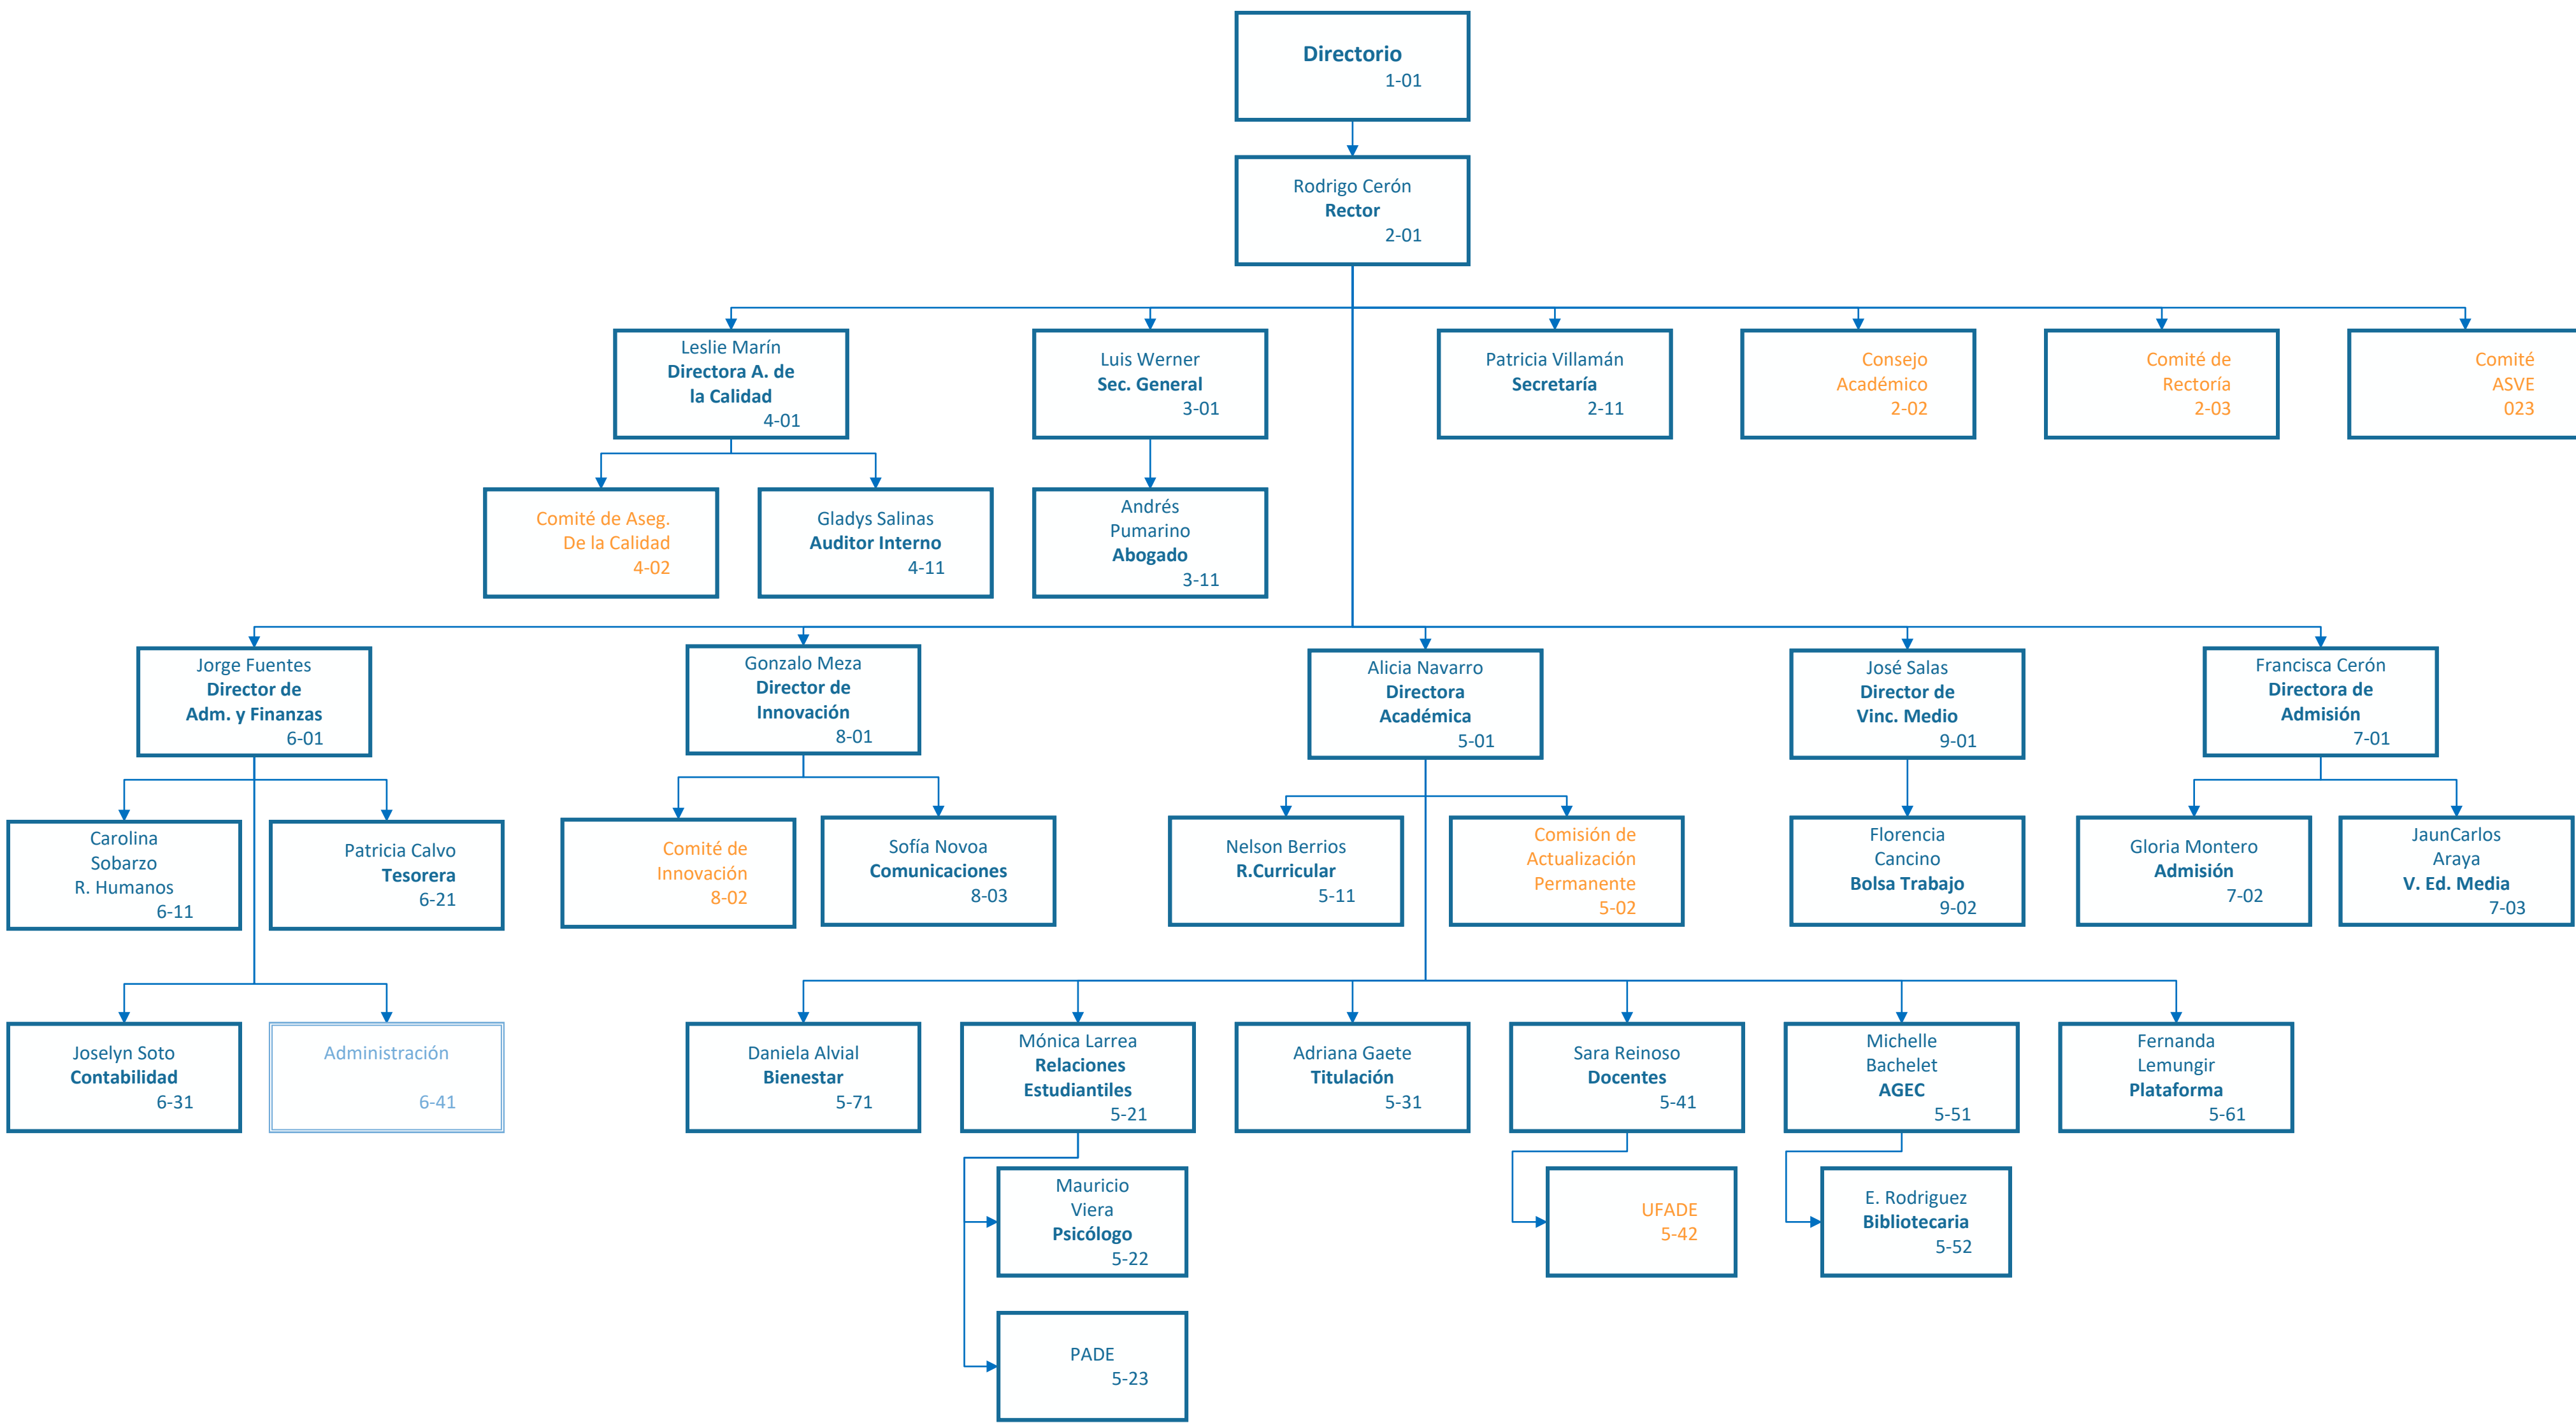 Directorio
1-01
Rodrigo Cerón
Rector
2-01
Leslie Marín
Directora A. de
la Calidad
4-01
Luis Werner
Sec. General
3-01
Patricia Villamán
Secretaría
2-11
Consejo
Académico
2-02
Comité de
Rectoría
2-03
Comité
ASVE
023
Comité de Aseg.
De la Calidad
4-02
Gladys Salinas
Auditor Interno
4-11
Andrés
Pumarino
Abogado
3-11
Jorge Fuentes
Director de
Adm. y Finanzas
6-01
Gonzalo Meza
Director de
Innovación
8-01
Alicia Navarro
Directora
Académica
5-01
José Salas
Director de
Vinc. Medio
9-01
Francisca Cerón
Directora de
Admisión
7-01
Carolina
Sobarzo
R. Humanos
6-11
Patricia Calvo
Tesorera
6-21
Comité de
Innovación
8-02
Sofía Novoa
Comunicaciones
8-03
Nelson Berrios
R.Curricular
5-11
Comisión de
Actualización
Permanente
5-02
Florencia
Cancino
Bolsa Trabajo
9-02
Gloria Montero
Admisión
7-02
JaunCarlos
Araya
V. Ed. Media
7-03
Joselyn Soto
Contabilidad
6-31
Administración
6-41
Daniela Alvial
Bienestar
5-71
Mónica Larrea
Relaciones
Estudiantiles
5-21
Adriana Gaete
Titulación
5-31
Sara Reinoso
Docentes
5-41
Michelle
Bachelet
AGEC
5-51
Fernanda
Lemungir
Plataforma
5-61
Mauricio
Viera
Psicólogo
5-22
UFADE
5-42
E. Rodriguez
Bibliotecaria
5-52
PADE
5-23